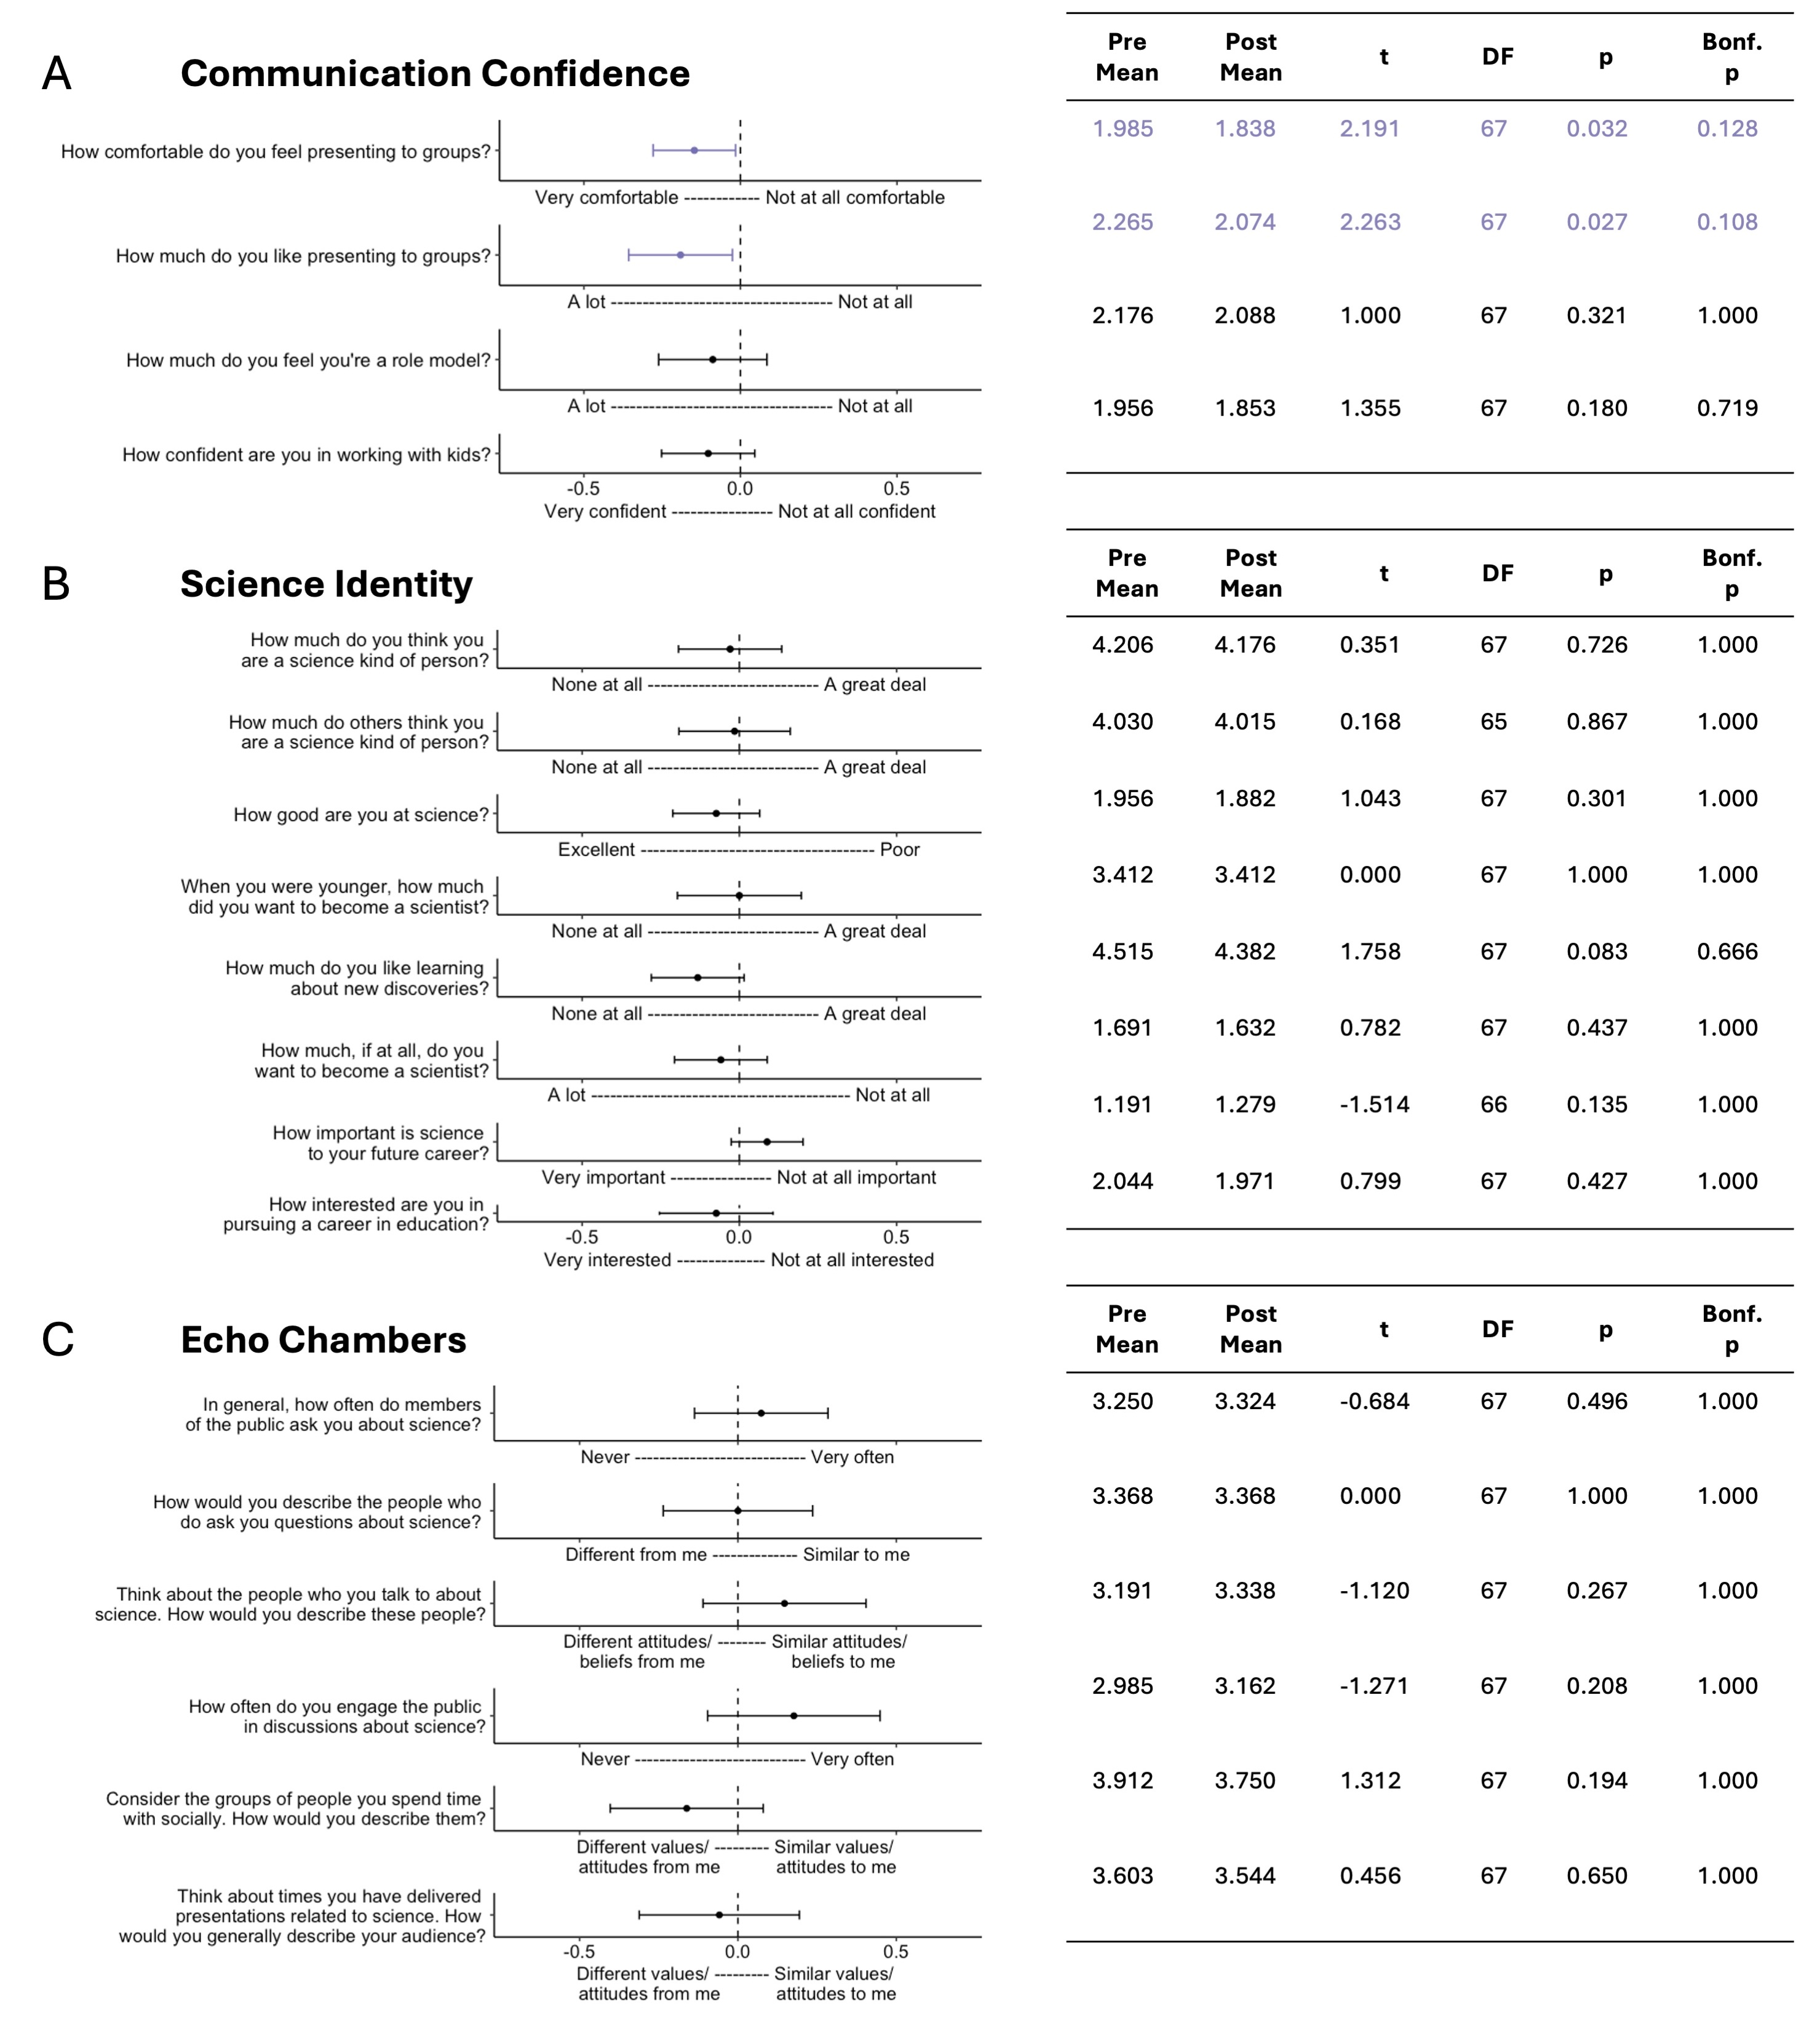 A Communication Confidence
Pre Mean Post Mean t DF p Bonf. p
How comfortable do you feel presenting to groups?
Very comfortable ------------ Not at all comfortable
1.985 1.838 2.191 67 0.032 0.128
How much do you like presenting to groups?
A lot ---------------------------------- Not at all
2.265 2.074 2.263 67 0.027 0.108
How much do you feel you're a role model?
A lot ---------------------------------- Not at all
2.176 2.088 1.000 67 0.321 1.000
How confident are you in working with kids?
-0.5 0.0 0.5
Very confident ---------------- Not at all confident
1.956 1.853 1.355 67 0.180 0.719
B Science Identity
Pre Mean Post Mean t DF p Bonf. p
How much do you think you
are a science kind of person?
None at all --------------------------- A great deal
4.206 4.176 0.351 67 0.726 1.000
How much do others think you
are a science kind of person?
None at all --------------------------- A great deal
4.030 4.015 0.168 65 0.867 1.000
How good are you at science?
Excellent ------------------------------------- Poor
1.956 1.882 1.043 67 0.301 1.000
When you were younger, how much
did you want to become a scientist?
None at all --------------------------- A great deal
3.412 3.412 0.000 67 1.000 1.000
How much do you like learning
about new discoveries?
None at all --------------------------- A great deal
4.515 4.382 1.758 67 0.083 0.666
How much, if at all, do you
want to become a scientist?
A lot ---------------------------------------- Not at all
1.691 1.632 0.782 67 0.437 1.000
How important is science
to your future career?
Very important ---------------- Not at all important
1.191 1.279 -1.514 66 0.135 1.000
How interested are you in
pursuing a career in education?
-0.5 0.0 0.5
Very interested -------------- Not at all interested
2.044 1.971 0.799 67 0.427 1.000
C Echo Chambers
Pre Mean Post Mean t DF p Bonf. p
In general, how often do members
of the public ask you about science?
Never --------------------------- Very often
3.250 3.324 -0.684 67 0.496 1.000
How would you describe the people who
do ask you questions about science?
Different from me -------------- Similar to me
3.368 3.368 0.000 67 1.000 1.000
Think about the people who you talk to about
science. How would you describe these people?
Different attitudes/ -------- Similar attitudes/
beliefs from me beliefs to me
3.191 3.338 -1.120 67 0.267 1.000
How often do you engage the public
in discussions about science?
Never --------------------------- Very often
2.985 3.162 -1.271 67 0.208 1.000
Consider the groups of people you spend time
with socially. How would you describe them?
Different values/ --------- Similar values/
attitudes from me attitudes to me
3.912 3.750 1.312 67 0.194 1.000
Think about times you have delivered
presentations related to science. How
would you generally describe your audience?
-0.5 0.0 0.5
Different values/ --------- Similar values/
attitudes from me attitudes to me
3.603 3.544 0.456 67 0.650 1.000